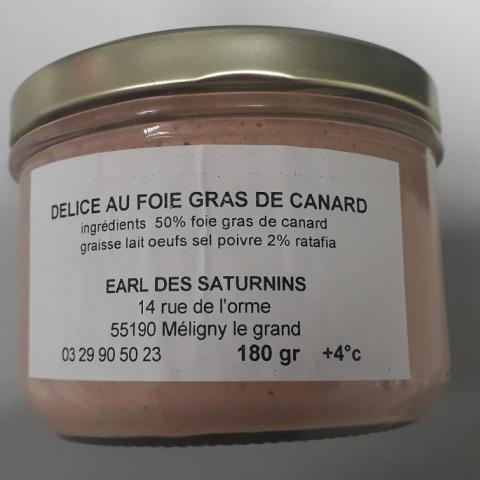 DELICE AU FOIE GRAS DE CANARD
ingrédients 50% foie gras de canard
graisse lait oeufs sel poivre 2% ratafia
EARL DES SATURNINS
14 rue de l'orme
55190 Méligny le grand
03 29 90 50 23 180 gr +4°c